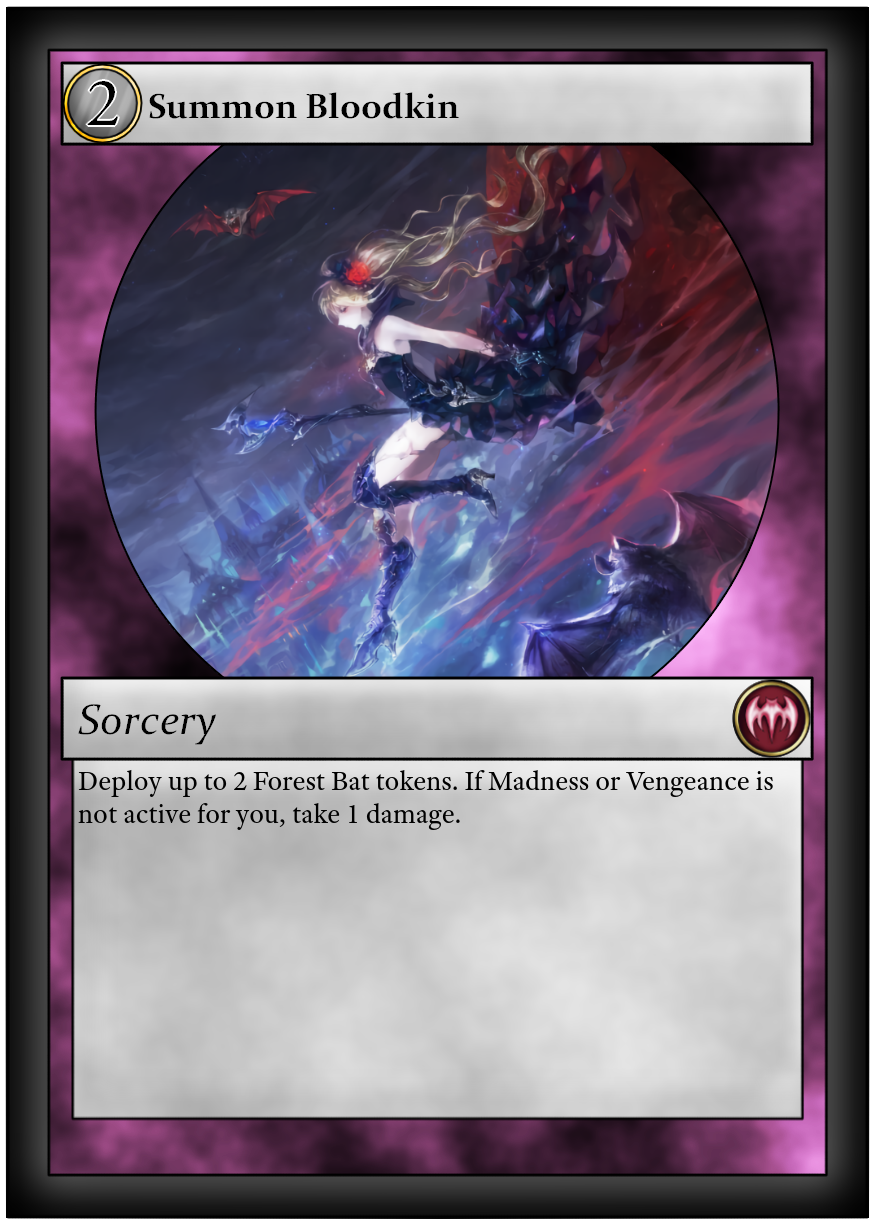 2
Summon Bloodkin
Sorcery
Deploy up to 2 Forest Bat tokens. If Madness or Vengeance is
not active for you, take 1 damage.